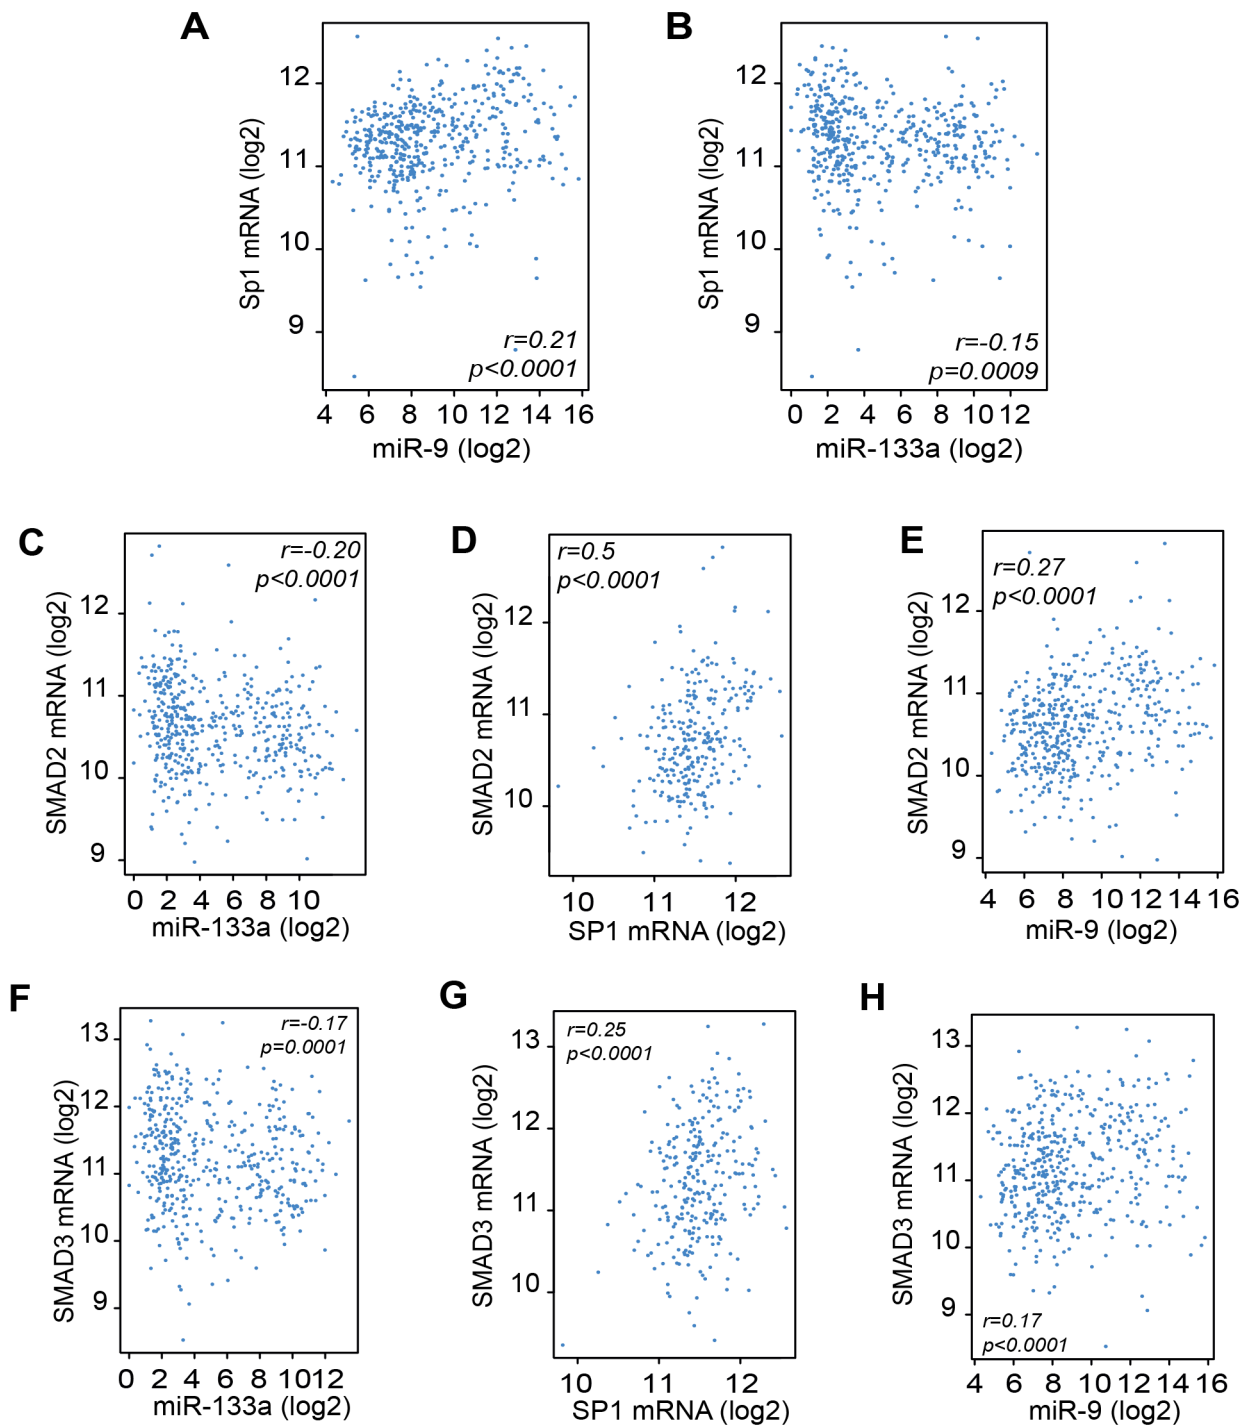 A
Sp1 mRNA (log2)
12
11
10
9
r=0.21
p<0.0001
4 6 8 10 12 14 16
miR-9 (log2)
B
Sp1 mRNA (log2)
12
11
10
9
r=-0.15
p=0.0009
0 2 4 6 8 10 12
miR-133a (log2)
C
SMAD2 mRNA (log2)
12
11
10
9
r=-0.20
p<0.0001
0 2 4 6 8 10
miR-133a (log2)
D
SMAD2 mRNA (log2)
12
11
10
r=0.5
p<0.0001
10 11 12
SP1 mRNA (log2)
E
SMAD2 mRNA (log2)
12
11
10
9
r=0.27
p<0.0001
4 6 8 10 12 14 16
miR-9 (log2)
F
SMAD3 mRNA (log2)
13
12
11
10
9
r=-0.17
p=0.0001
0 2 4 6 8 1012
miR-133a (log2)
G
SMAD3 mRNA (log2)
13
12
11
10
r=0.25
p<0.0001
10 11 12
SP1 mRNA (log2)
H
SMAD3 mRNA (log2)
13
12
11
10
9
r=0.17
p<0.0001
4 6 8 10 12 14 16
miR-9 (log2)